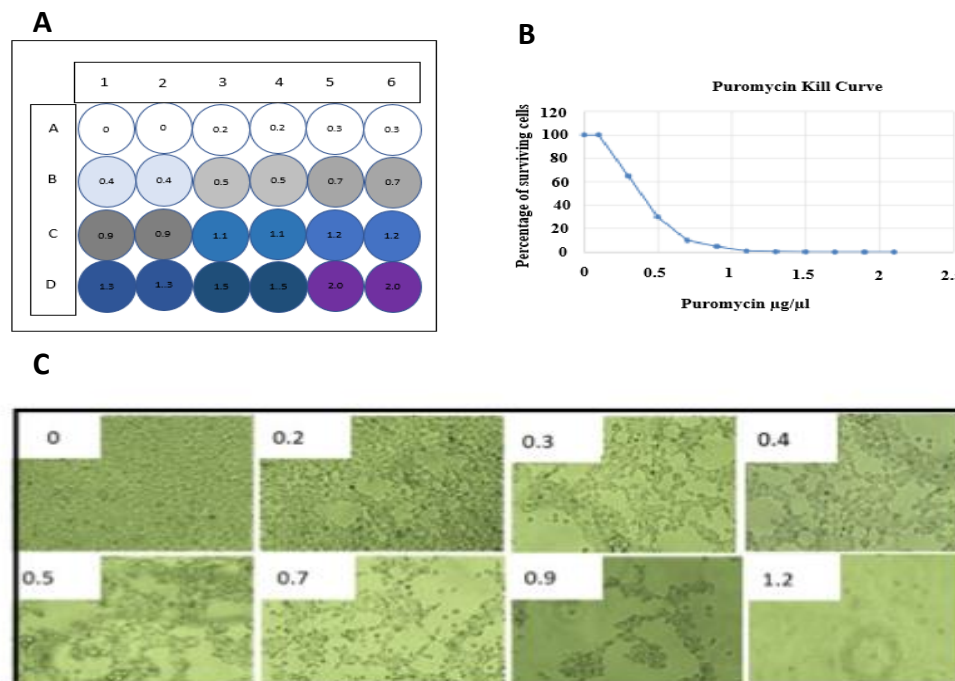 A
1 2 3 4 5 6
A 0 0 0.2 0.2 0.3 0.3
B 0.4 0.4 0.5 0.5 0.7 0.7
C 0.9 0.9 1.1 1.1 1.2 1.2
D 1.3 1..3 1.5 1..5 2.0 2.0
B
Puromycin Kill Curve
Percentage of surviving cells
120
100
80
60
40
20
0
0 0.5 1 1.5 2 2.5
Puromycin µg/µl
C
0 0.2 0.3 0.4
0.5 0.7 0.9 1.2